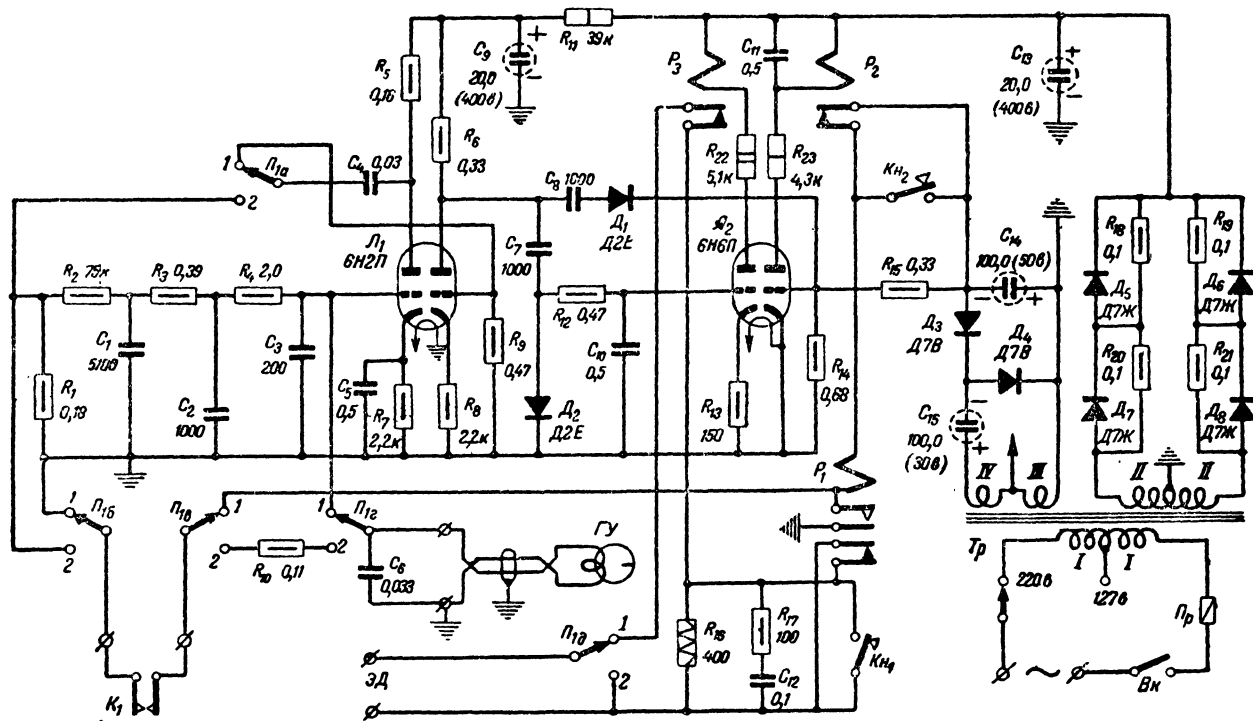 R₁₁ 39к
C₉
20,0
(400в)
+
−
R₅
0,16
R₆
0,33
P₃
C₁₁
0,5
P₂
C₁₃
20,0
(400в)
+
−
1
П₁ₐ
2
C₄ 0,03
C₈ 1000
Д₁
Д2Е
R₂₂
5,1к
R₂₃
4,3к
Кн₂
Л₁
6Н2П
C₇
1000
Л₂
6Н6П
R₁₅ 0,33
C₁₄
100,0 (50в)
−
+
R₁₈
0,1
R₁₉
0,1
Д₅
Д7Ж
Д₆
Д7Ж
R₂ 75к
R₃ 0,39
R₄ 2,0
R₁₂ 0,47
C₁
5100
C₃
200
R₉
0,47
C₁₀
0,5
R₁₄
0,68
Д₃
Д7В
Д₄
Д7В
R₂₀
0,1
R₂₁
0,1
R₁
0,18
C₂
1000
C₅
0,5
R₇
2,2к
R₈
2,2к
Д₂
Д2Е
R₁₃
150
C₁₅
100,0
(30в)
−
+
Д₇
Д7Ж
Д₈
Д7Ж
IV
III
II
II
P₁
1
П₁б
2
П₁в
1
2
R₁₀ 0,11
1
П₁г
2
C₆
0,033
ГУ
Тр
220в
I
I
127в
Пр
Вк
R₁₆
400
R₁₇
100
C₁₂
0,1
Кн₁
П₁д
1
2
ЭД
К₁